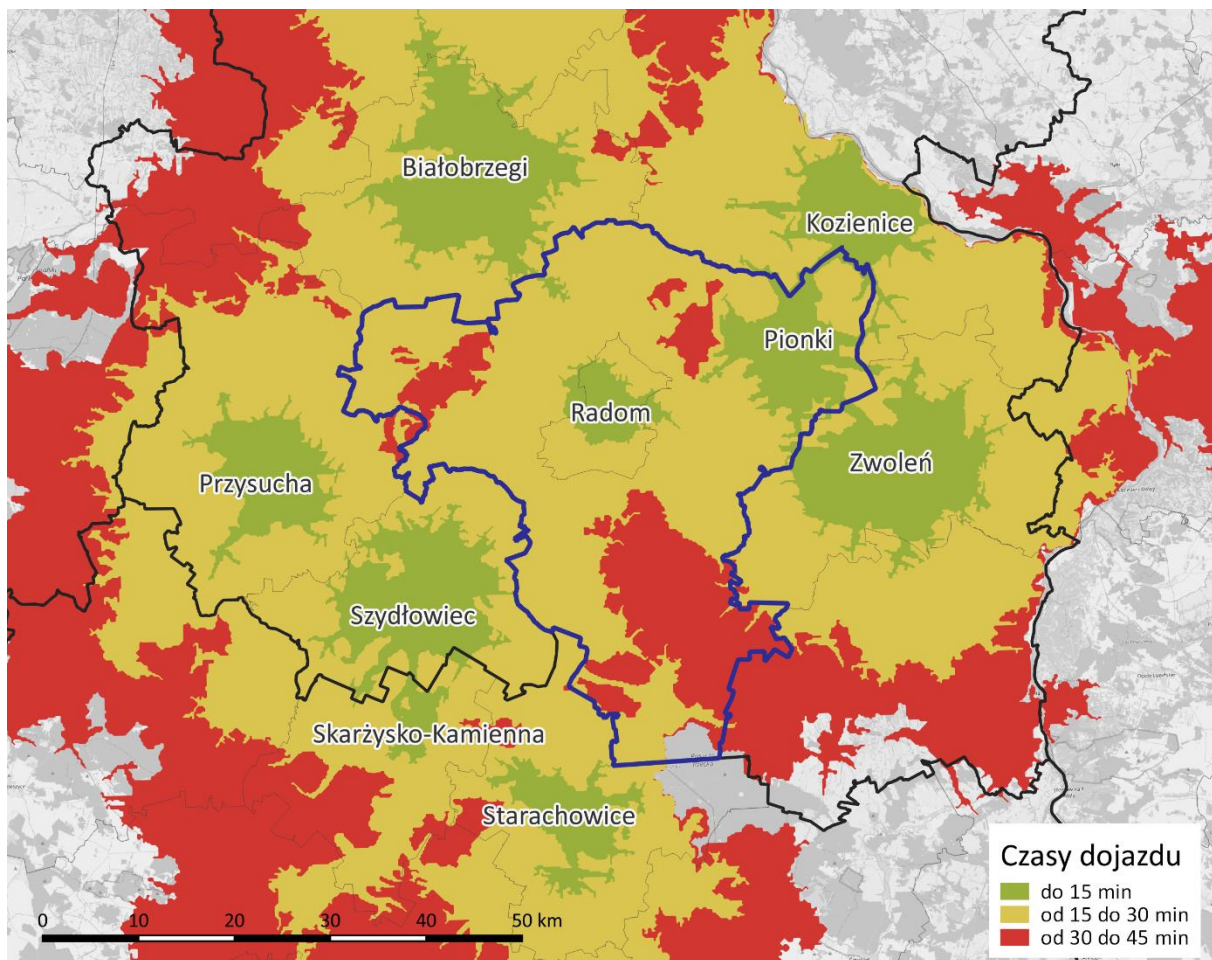 Białobrzegi
Kozienice
Pionki
Radom
Zwoleń
Przysucha
Szydłowiec
Skarżysko-Kamienna
Starachowice
Czasy dojazdu
do 15 min
od 15 do 30 min
od 30 do 45 min
0 10 20 30 40 50 km